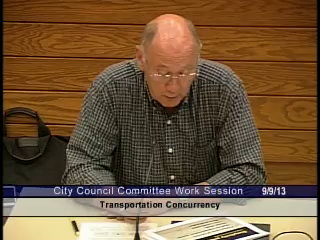 City Council Committee Work Session 9/9/13
Transportation Concurrency